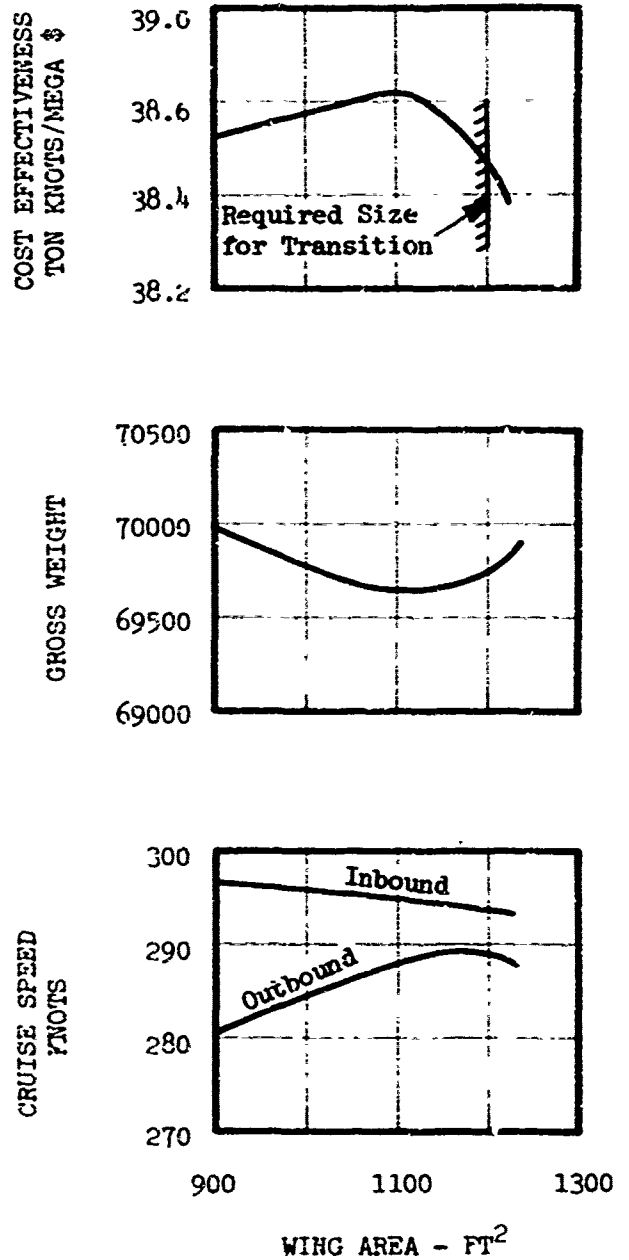 COST EFFECTIVENESS
TON KNOTS/MEGA $
39.0
38.6
38.4
38.2
Required Size
for Transition
GROSS WEIGHT
70500
70000
69500
69000
CRUISE SPEED
KNOTS
300
290
280
270
Inbound
Outbound
900
1100
1300
WING AREA - FT²